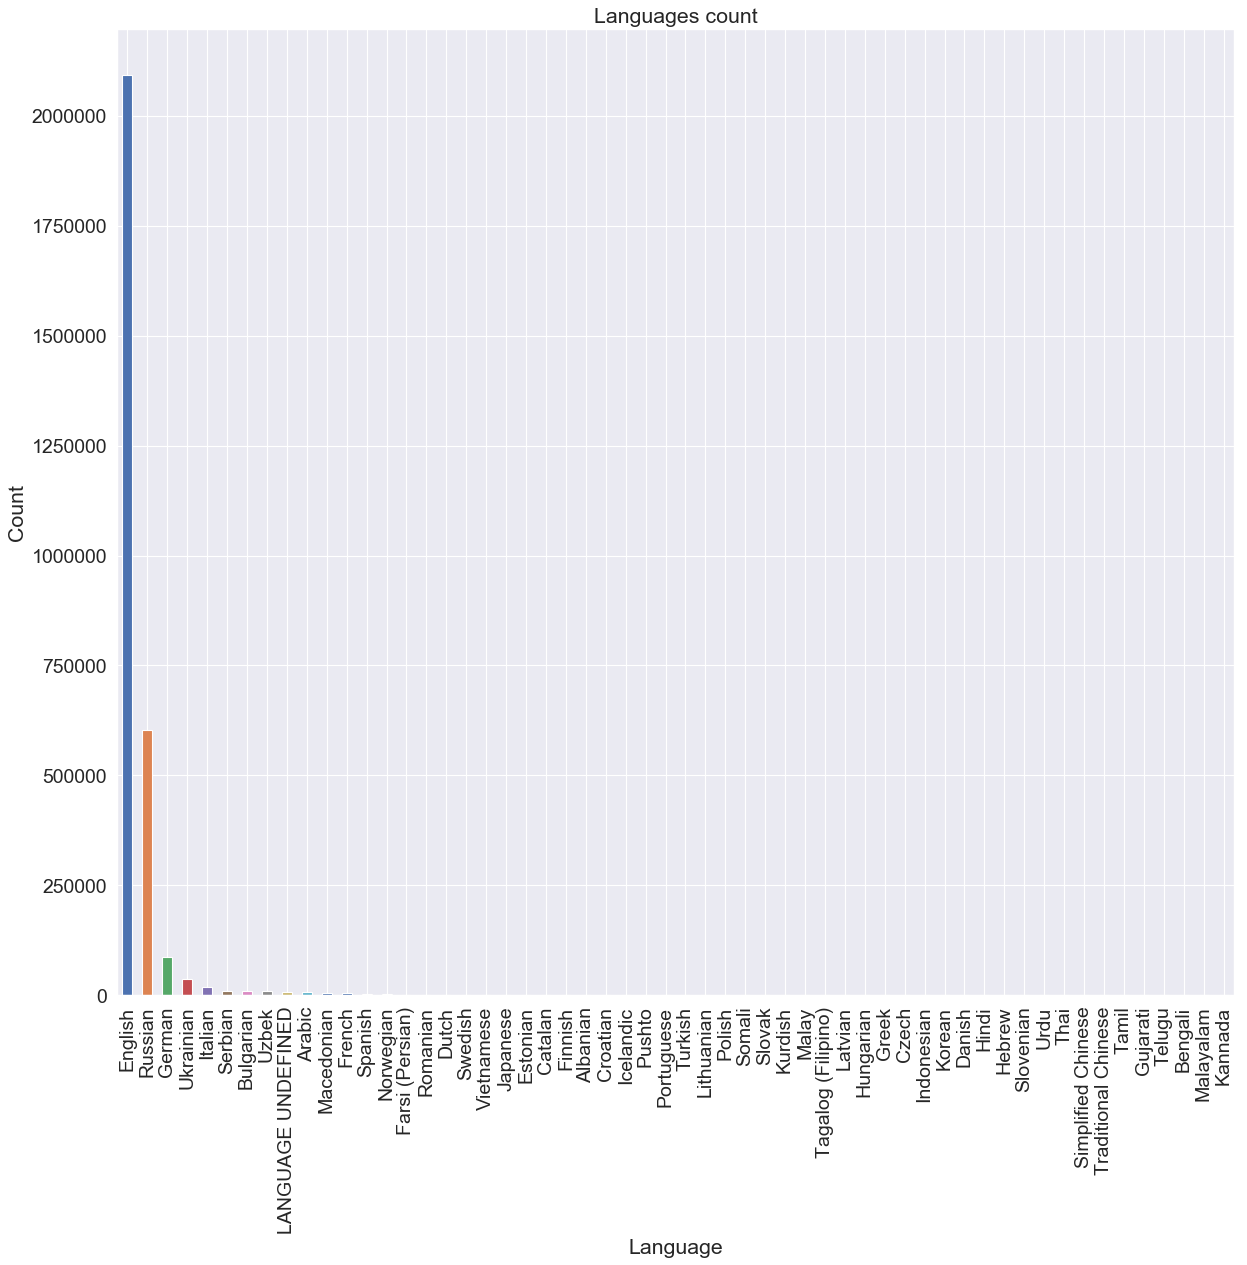 Languages count
2000000
1750000
1500000
1250000
1000000
750000
500000
250000
0
Count
English
Russian
German
Ukrainian
Italian
Serbian
Bulgarian
Uzbek
LANGUAGE UNDEFINED
Arabic
Macedonian
French
Spanish
Norwegian
Farsi (Persian)
Romanian
Dutch
Swedish
Vietnamese
Japanese
Estonian
Catalan
Finnish
Albanian
Croatian
Icelandic
Pushto
Portuguese
Turkish
Lithuanian
Polish
Somali
Slovak
Kurdish
Malay
Tagalog (Filipino)
Latvian
Hungarian
Greek
Czech
Indonesian
Korean
Danish
Hindi
Hebrew
Slovenian
Urdu
Thai
Simplified Chinese
Traditional Chinese
Tamil
Gujarati
Telugu
Bengali
Malayalam
Kannada
Language